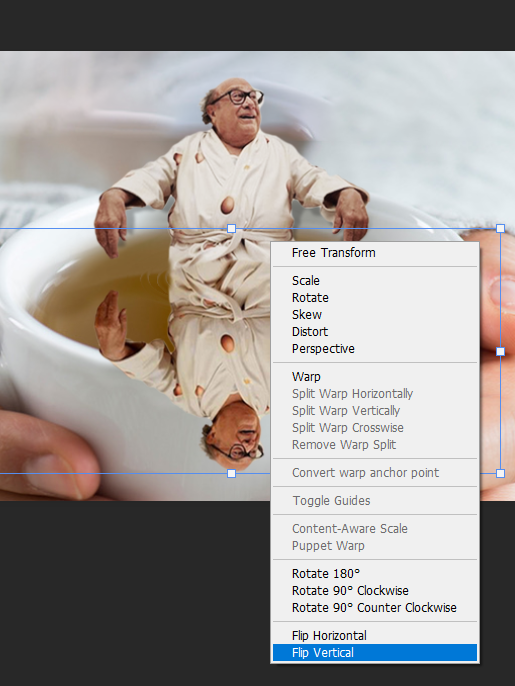 Free Transform
Scale
Rotate
Skew
Distort
Perspective
Warp
Split Warp Horizontally
Split Warp Vertically
Split Warp Crosswise
Remove Warp Split
Convert warp anchor point
Toggle Guides
Content-Aware Scale
Puppet Warp
Rotate 180°
Rotate 90° Clockwise
Rotate 90° Counter Clockwise
Flip Horizontal
Flip Vertical